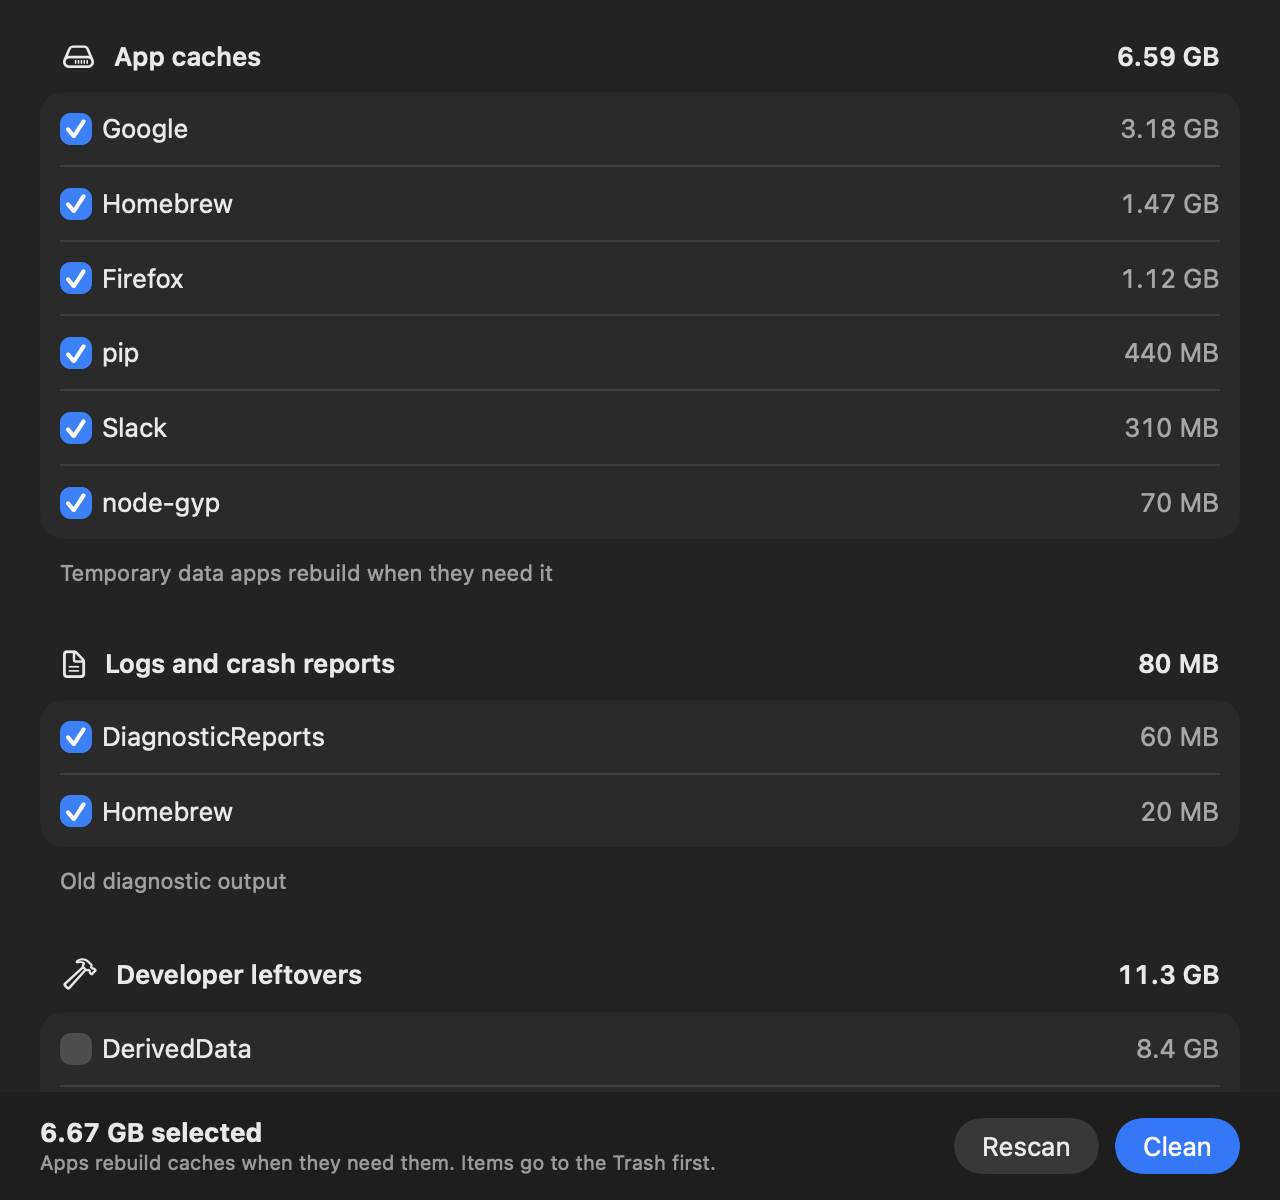 App caches 6.59 GB
Google 3.18 GB
Homebrew 1.47 GB
Firefox 1.12 GB
pip 440 MB
Slack 310 MB
node-gyp 70 MB
Temporary data apps rebuild when they need it
Logs and crash reports 80 MB
DiagnosticReports 60 MB
Homebrew 20 MB
Old diagnostic output
Developer leftovers 11.3 GB
DerivedData 8.4 GB
6.67 GB selected
Apps rebuild caches when they need them. Items go to the Trash first.
Rescan Clean